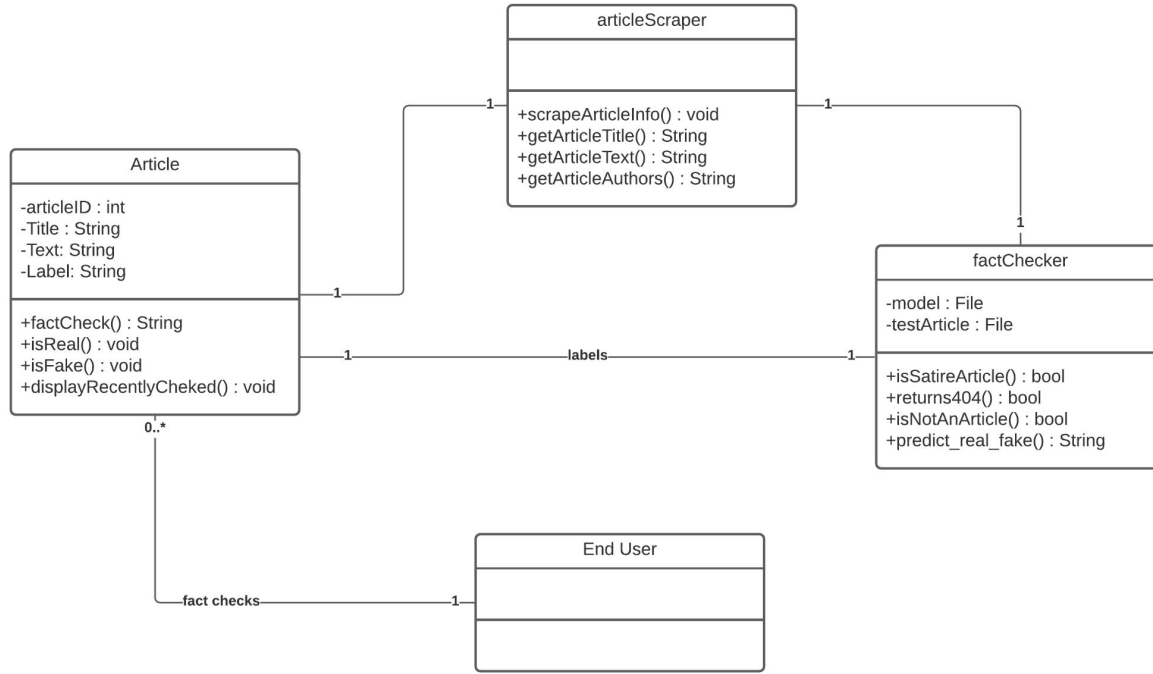 articleScraper
+scrapeArticleInfo() : void
+getArticleTitle() : String
+getArticleText() : String
+getArticleAuthors() : String
1
1
Article
-articleID : int
-Title : String
-Text: String
-Label: String
+factCheck() : String
+isReal() : void
+isFake() : void
+displayRecentlyCheked() : void
1
1
factChecker
-model : File
-testArticle : File
+isSatireArticle() : bool
+returns404() : bool
+isNotAnArticle() : bool
+predict_real_fake() : String
1
labels
1
0..*
fact checks
1
End User